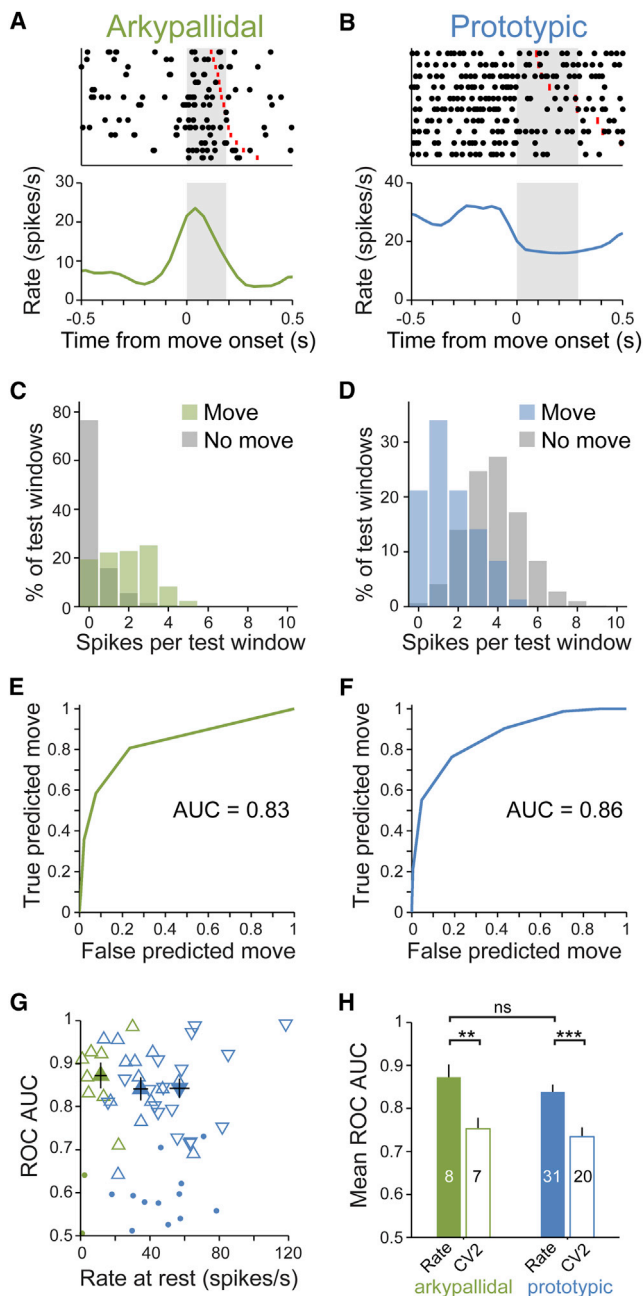 A
Arkypallidal
B
Prototypic
Rate (spikes/s)
30
20
10
0
-0.5
0
0.5
Time from move onset (s)
Rate (spikes/s)
40
20
0
-0.5
0
0.5
Time from move onset (s)
C
% of test windows
80
60
40
20
0
Move
No move
0 2 4 6 8 10
Spikes per test window
D
% of test windows
30
20
10
0
Move
No move
0 2 4 6 8 10
Spikes per test window
E
True predicted move
1
0.8
0.6
0.4
0.2
0
AUC = 0.83
0 0.2 0.4 0.6 0.8 1
False predicted move
F
True predicted move
1
0.8
0.6
0.4
0.2
0
AUC = 0.86
0 0.2 0.4 0.6 0.8 1
False predicted move
G
ROC AUC
1
0.9
0.8
0.7
0.6
0.5
0 40 80 120
Rate at rest (spikes/s)
H
Mean ROC AUC
1
0.9
0.8
0.7
0.6
0.5
ns
** ***
8 7 31 20
Rate CV2 Rate CV2
arkypallidal prototypic